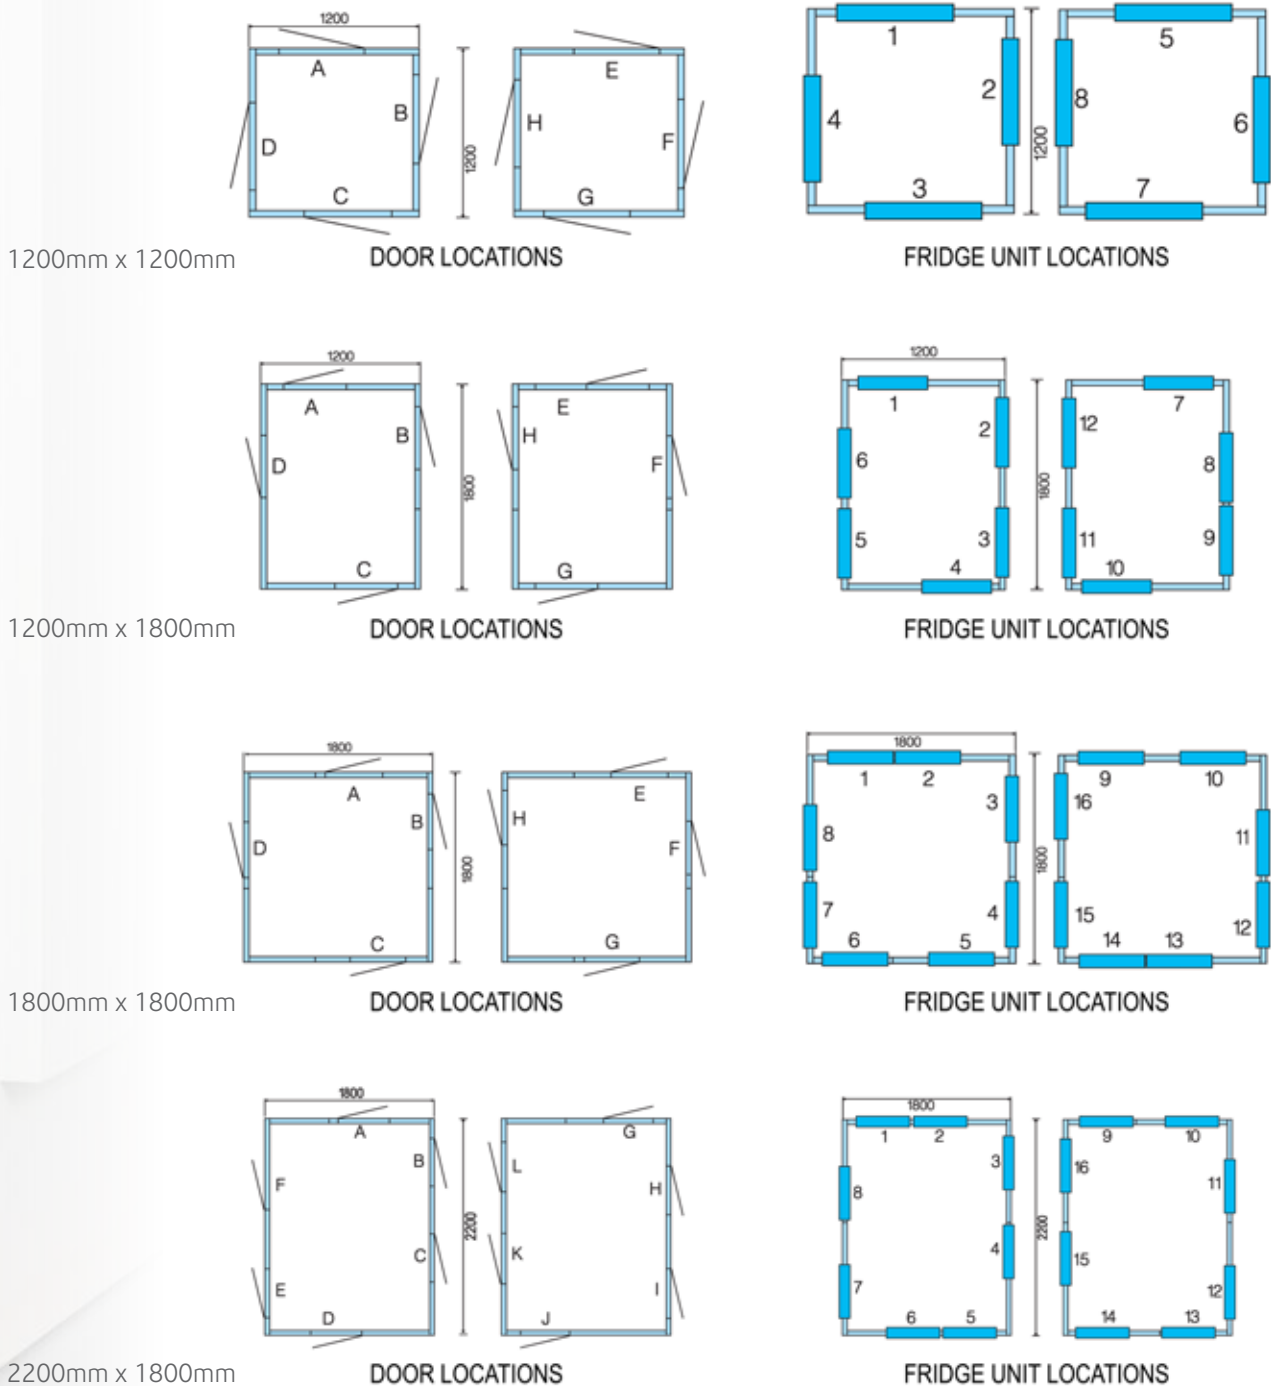 1200
A
B
C
D
1200
E
F
G
H
1200mm x 1200mm
DOOR LOCATIONS
1
2
3
4
1200
5
6
7
8
FRIDGE UNIT LOCATIONS
1200
A
B
C
D
1800
E
F
G
H
1200mm x 1800mm
DOOR LOCATIONS
1200
1
2
3
4
5
6
1800
7
8
9
10
11
12
FRIDGE UNIT LOCATIONS
1800
A
B
C
D
1800
E
F
G
H
1800mm x 1800mm
DOOR LOCATIONS
1800
1
2
3
4
5
6
7
8
1800
9
10
11
12
13
14
15
16
FRIDGE UNIT LOCATIONS
1800
A
B
C
D
E
F
2200
G
H
I
J
K
L
2200mm x 1800mm
DOOR LOCATIONS
1800
1
2
3
4
5
6
7
8
2200
9
10
11
12
13
14
15
16
FRIDGE UNIT LOCATIONS